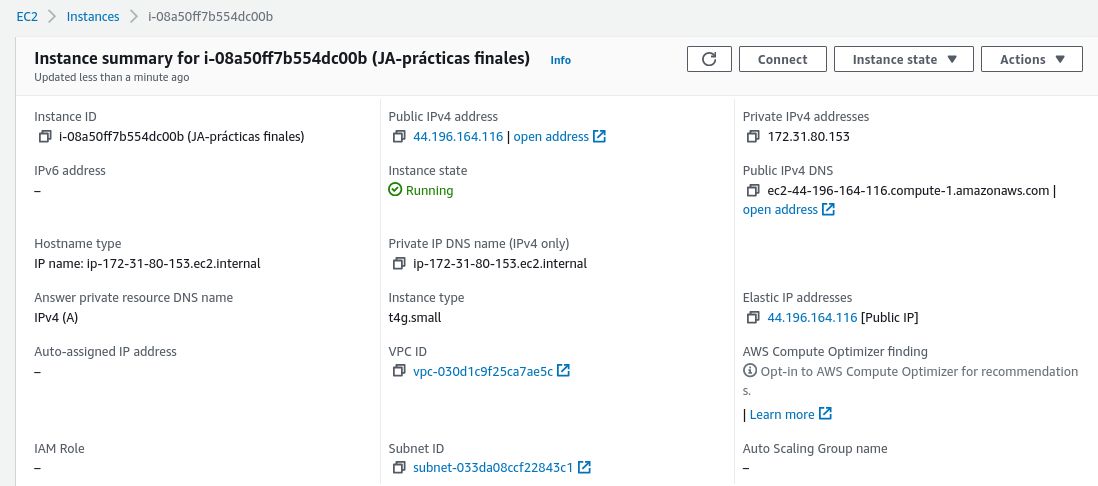 EC2 > Instances > i-08a50ff7b554dc00b
Instance summary for i-08a50ff7b554dc00b (JA-prácticas finales) Info
Updated less than a minute ago
Connect
Instance state
Actions
Instance ID
i-08a50ff7b554dc00b (JA-prácticas finales)
Public IPv4 address
44.196.164.116 | open address
Private IPv4 addresses
172.31.80.153
IPv6 address
–
Instance state
Running
Public IPv4 DNS
ec2-44-196-164-116.compute-1.amazonaws.com |
open address
Hostname type
IP name: ip-172-31-80-153.ec2.internal
Private IP DNS name (IPv4 only)
ip-172-31-80-153.ec2.internal
Answer private resource DNS name
IPv4 (A)
Instance type
t4g.small
Elastic IP addresses
44.196.164.116 [Public IP]
Auto-assigned IP address
–
VPC ID
vpc-030d1c9f25ca7ae5c
AWS Compute Optimizer finding
Opt-in to AWS Compute Optimizer for recommendation
s.
| Learn more
IAM Role
–
Subnet ID
subnet-033da08ccf22843c1
Auto Scaling Group name
–